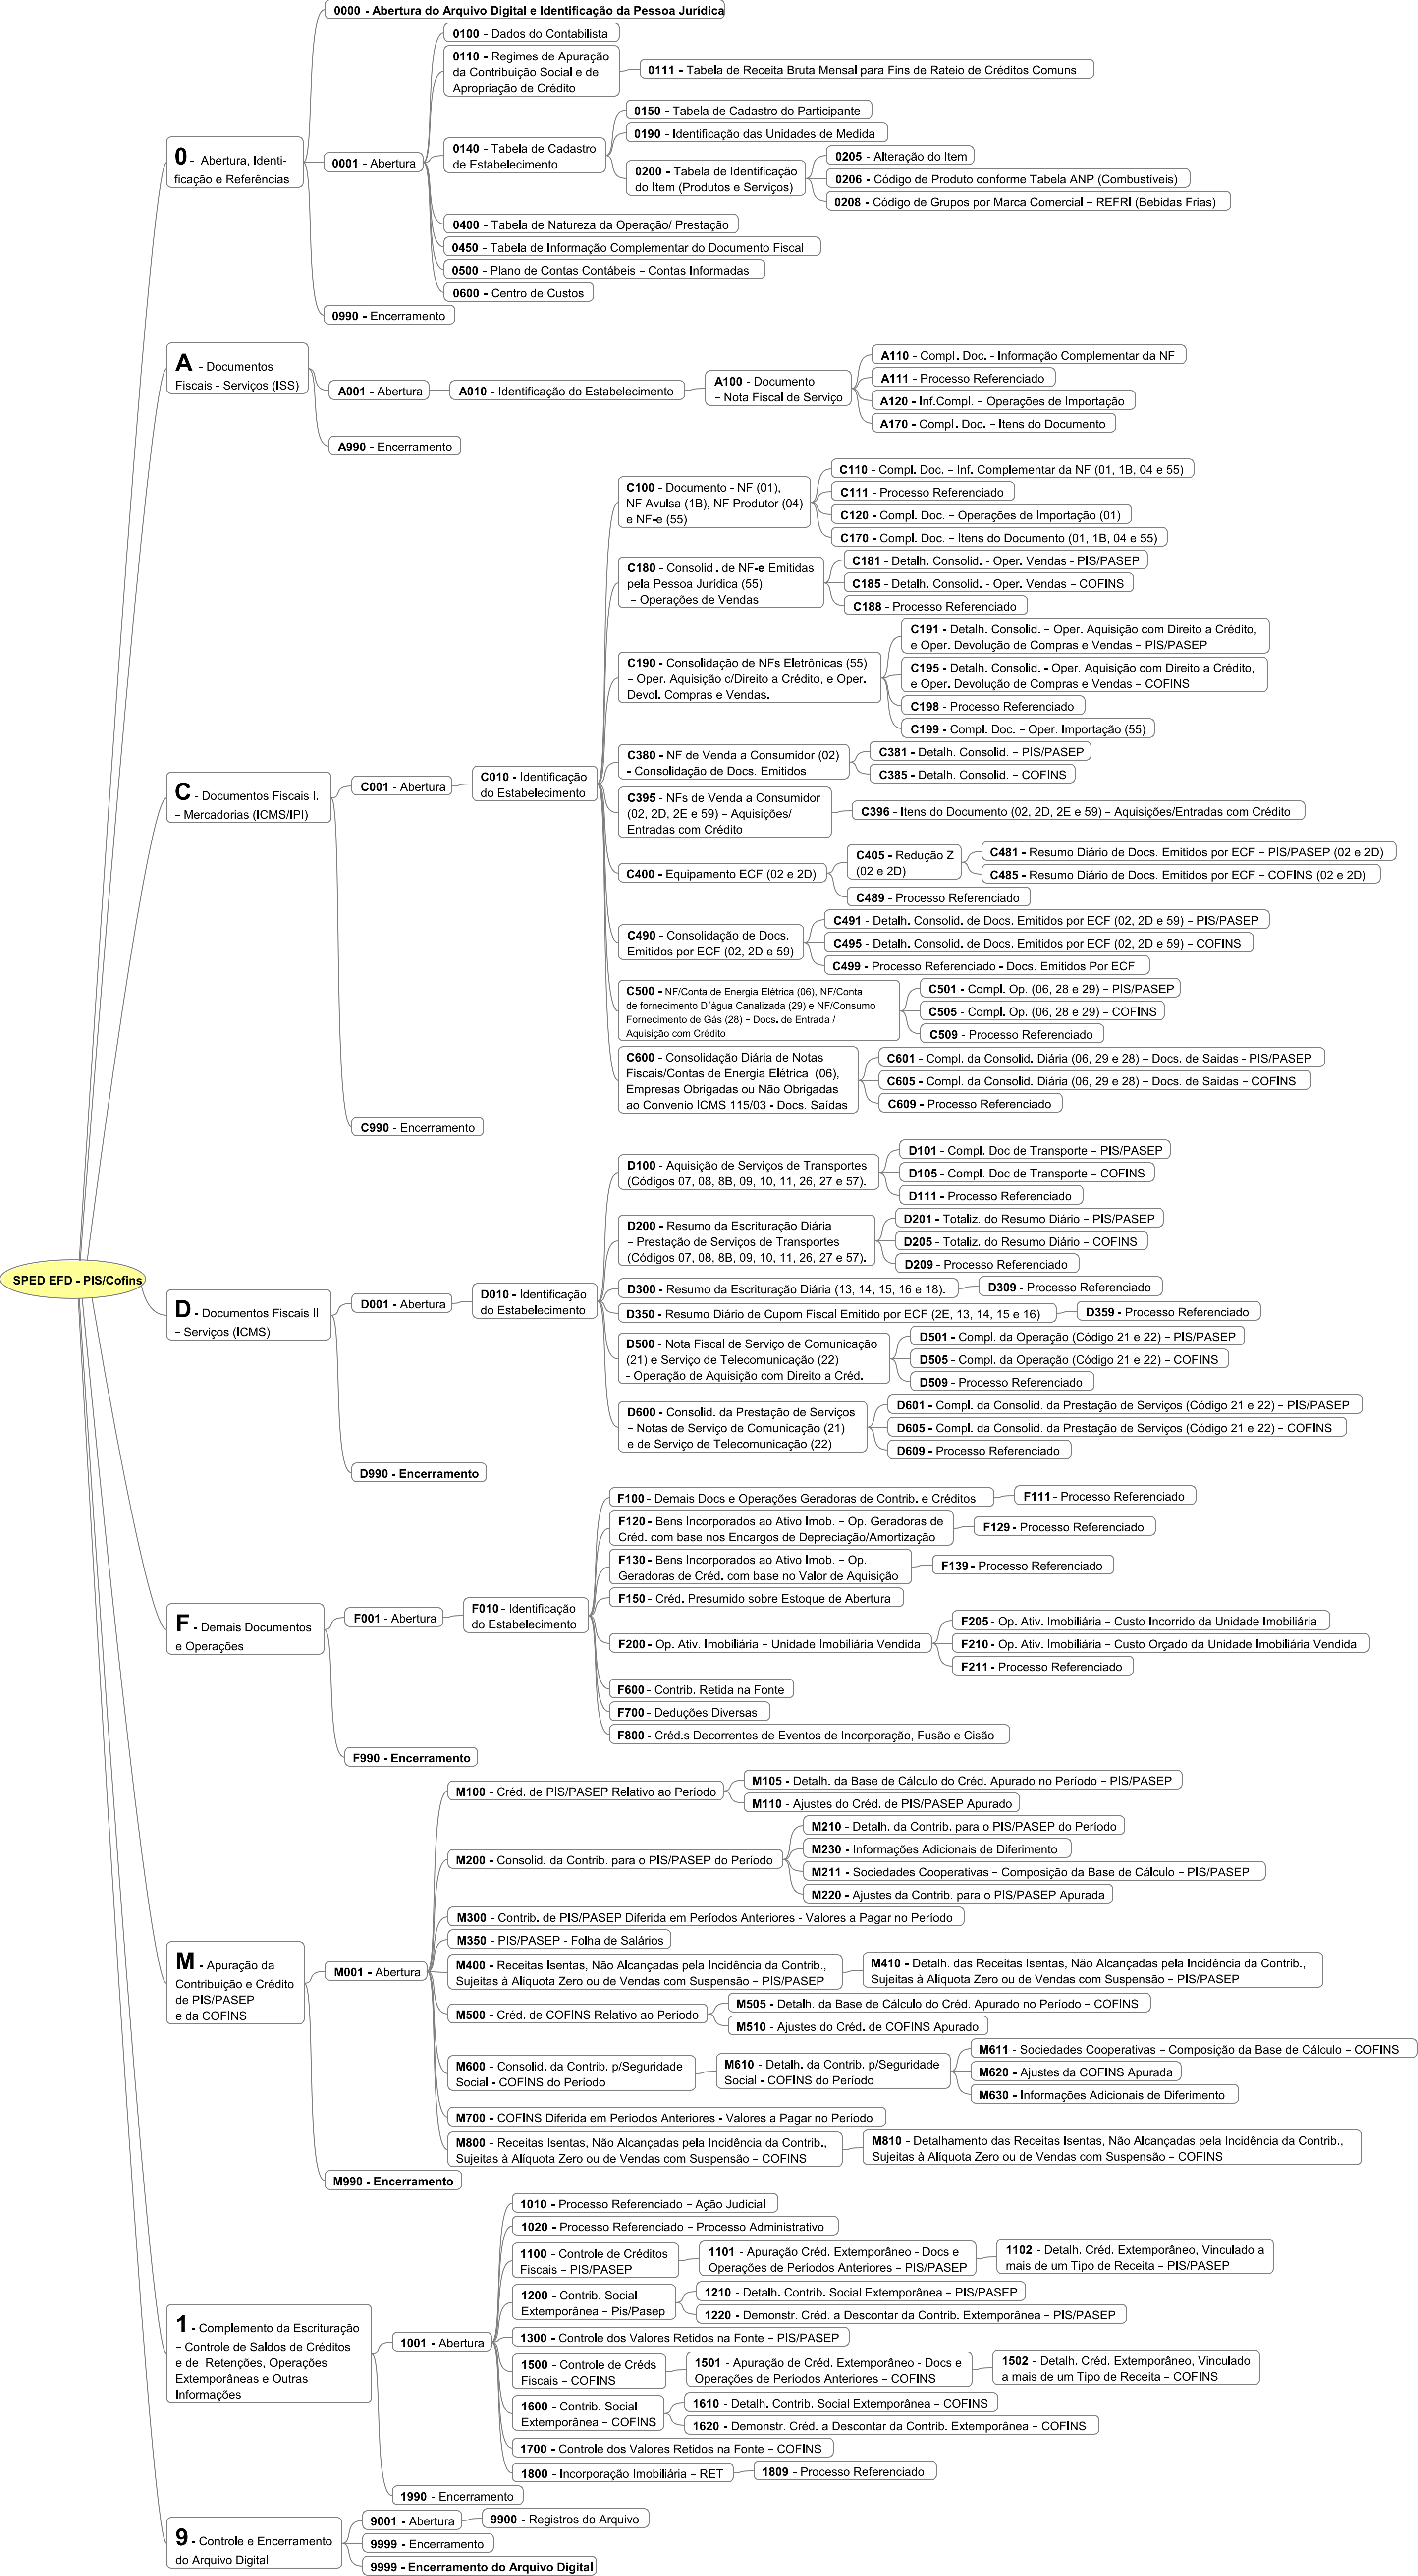 0000 - Abertura do Arquivo Digital e Identificação da Pessoa Jurídica
0100 - Dados do Contabilista
0110 - Regimes de Apuração
da Contribuição Social e de
Apropriação de Crédito
0111 - Tabela de Receita Bruta Mensal para Fins de Rateio de Créditos Comuns
0150 - Tabela de Cadastro do Participante
0190 - Identificação das Unidades de Medida
0 - Abertura, Identi-
ficação e Referências
0001 - Abertura
0140 - Tabela de Cadastro
de Estabelecimento
0200 - Tabela de Identificação
do Item (Produtos e Serviços)
0205 - Alteração do Item
0206 - Código de Produto conforme Tabela ANP (Combustíveis)
0208 - Código de Grupos por Marca Comercial – REFRI (Bebidas Frias)
0400 - Tabela de Natureza da Operação/ Prestação
0450 - Tabela de Informação Complementar do Documento Fiscal
0500 - Plano de Contas Contábeis – Contas Informadas
0600 - Centro de Custos
0990 - Encerramento
A - Documentos
Fiscais - Serviços (ISS)
A001 - Abertura
A010 - Identificação do Estabelecimento
A100 - Documento
– Nota Fiscal de Serviço
A110 - Compl. Doc. - Informação Complementar da NF
A111 - Processo Referenciado
A120 - Inf.Compl. – Operações de Importação
A170 - Compl. Doc. – Itens do Documento
A990 - Encerramento
C100 - Documento - NF (01),
NF Avulsa (1B), NF Produtor (04)
e NF-e (55)
C110 - Compl. Doc. – Inf. Complementar da NF (01, 1B, 04 e 55)
C111 - Processo Referenciado
C120 - Compl. Doc. – Operações de Importação (01)
C170 - Compl. Doc. – Itens do Documento (01, 1B, 04 e 55)
C180 - Consolid . de NF-e Emitidas
pela Pessoa Jurídica (55)
– Operações de Vendas
C181 - Detalh. Consolid. - Oper. Vendas - PIS/PASEP
C185 - Detalh. Consolid. - Oper. Vendas – COFINS
C188 - Processo Referenciado
C190 - Consolidação de NFs Eletrônicas (55)
– Oper. Aquisição c/Direito a Crédito, e Oper.
Devol. Compras e Vendas.
C191 - Detalh. Consolid. – Oper. Aquisição com Direito a Crédito,
e Oper. Devolução de Compras e Vendas – PIS/PASEP
C195 - Detalh. Consolid. - Oper. Aquisição com Direito a Crédito,
e Oper. Devolução de Compras e Vendas – COFINS
C198 - Processo Referenciado
C199 - Compl. Doc. – Oper. Importação (55)
C - Documentos Fiscais I.
– Mercadorias (ICMS/IPI)
C001 - Abertura
C010 - Identificação
do Estabelecimento
C380 - NF de Venda a Consumidor (02)
- Consolidação de Docs. Emitidos
C381 - Detalh. Consolid. – PIS/PASEP
C385 - Detalh. Consolid. – COFINS
C395 - NFs de Venda a Consumidor
(02, 2D, 2E e 59) – Aquisições/
Entradas com Crédito
C396 - Itens do Documento (02, 2D, 2E e 59) – Aquisições/Entradas com Crédito
C400 - Equipamento ECF (02 e 2D)
C405 - Redução Z
(02 e 2D)
C481 - Resumo Diário de Docs. Emitidos por ECF – PIS/PASEP (02 e 2D)
C485 - Resumo Diário de Docs. Emitidos por ECF – COFINS (02 e 2D)
C489 - Processo Referenciado
C490 - Consolidação de Docs.
Emitidos por ECF (02, 2D e 59)
C491 - Detalh. Consolid. de Docs. Emitidos por ECF (02, 2D e 59) – PIS/PASEP
C495 - Detalh. Consolid. de Docs. Emitidos por ECF (02, 2D e 59) – COFINS
C499 - Processo Referenciado - Docs. Emitidos Por ECF
C500 - NF/Conta de Energia Elétrica (06), NF/Conta
de fornecimento D'água Canalizada (29) e NF/Consumo
Fornecimento de Gás (28) – Docs. de Entrada /
Aquisição com Crédito
C501 - Compl. Op. (06, 28 e 29) – PIS/PASEP
C505 - Compl. Op. (06, 28 e 29) – COFINS
C509 - Processo Referenciado
C600 - Consolidação Diária de Notas
Fiscais/Contas de Energia Elétrica (06),
Empresas Obrigadas ou Não Obrigadas
ao Convenio ICMS 115/03 - Docs. Saídas
C601 - Compl. da Consolid. Diária (06, 29 e 28) – Docs. de Saidas - PIS/PASEP
C605 - Compl. da Consolid. Diária (06, 29 e 28) – Docs. de Saidas – COFINS
C609 - Processo Referenciado
C990 - Encerramento
D100 - Aquisição de Serviços de Transportes
(Códigos 07, 08, 8B, 09, 10, 11, 26, 27 e 57).
D101 - Compl. Doc de Transporte – PIS/PASEP
D105 - Compl. Doc de Transporte – COFINS
D111 - Processo Referenciado
D200 - Resumo da Escrituração Diária
– Prestação de Serviços de Transportes
(Códigos 07, 08, 8B, 09, 10, 11, 26, 27 e 57).
D201 - Totaliz. do Resumo Diário – PIS/PASEP
D205 - Totaliz. do Resumo Diário – COFINS
D209 - Processo Referenciado
SPED EFD - PIS/Cofins
D - Documentos Fiscais II
– Serviços (ICMS)
D001 - Abertura
D010 - Identificação
do Estabelecimento
D300 - Resumo da Escrituração Diária (13, 14, 15, 16 e 18).
D309 - Processo Referenciado
D350 - Resumo Diário de Cupom Fiscal Emitido por ECF (2E, 13, 14, 15 e 16)
D359 - Processo Referenciado
D500 - Nota Fiscal de Serviço de Comunicação
(21) e Serviço de Telecomunicação (22)
- Operação de Aquisição com Direito a Créd.
D501 - Compl. da Operação (Código 21 e 22) – PIS/PASEP
D505 - Compl. da Operação (Código 21 e 22) – COFINS
D509 - Processo Referenciado
D600 - Consolid. da Prestação de Serviços
– Notas de Serviço de Comunicação (21)
e de Serviço de Telecomunicação (22)
D601 - Compl. da Consolid. da Prestação de Serviços (Código 21 e 22) – PIS/PASEP
D605 - Compl. da Consolid. da Prestação de Serviços (Código 21 e 22) – COFINS
D609 - Processo Referenciado
D990 - Encerramento
F100 - Demais Docs e Operações Geradoras de Contrib. e Créditos
F111 - Processo Referenciado
F120 - Bens Incorporados ao Ativo Imob. – Op. Geradoras de
Créd. com base nos Encargos de Depreciação/Amortização
F129 - Processo Referenciado
F130 - Bens Incorporados ao Ativo Imob. – Op.
Geradoras de Créd. com base no Valor de Aquisição
F139 - Processo Referenciado
F150 - Créd. Presumido sobre Estoque de Abertura
F - Demais Documentos
e Operações
F001 - Abertura
F010 - Identificação
do Estabelecimento
F200 - Op. Ativ. Imobiliária – Unidade Imobiliária Vendida
F205 - Op. Ativ. Imobiliária – Custo Incorrido da Unidade Imobiliária
F210 - Op. Ativ. Imobiliária – Custo Orçado da Unidade Imobiliária Vendida
F211 - Processo Referenciado
F600 - Contrib. Retida na Fonte
F700 - Deduções Diversas
F800 - Créd.s Decorrentes de Eventos de Incorporação, Fusão e Cisão
F990 - Encerramento
M100 - Créd. de PIS/PASEP Relativo ao Período
M105 - Detalh. da Base de Cálculo do Créd. Apurado no Período – PIS/PASEP
M110 - Ajustes do Créd. de PIS/PASEP Apurado
M200 - Consolid. da Contrib. para o PIS/PASEP do Período
M210 - Detalh. da Contrib. para o PIS/PASEP do Período
M230 - Informações Adicionais de Diferimento
M211 - Sociedades Cooperativas – Composição da Base de Cálculo – PIS/PASEP
M220 - Ajustes da Contrib. para o PIS/PASEP Apurada
M300 - Contrib. de PIS/PASEP Diferida em Períodos Anteriores - Valores a Pagar no Período
M350 - PIS/PASEP - Folha de Salários
M - Apuração da
Contribuição e Crédito
de PIS/PASEP
e da COFINS
M001 - Abertura
M400 - Receitas Isentas, Não Alcançadas pela Incidência da Contrib.,
Sujeitas à Alíquota Zero ou de Vendas com Suspensão – PIS/PASEP
M410 - Detalh. das Receitas Isentas, Não Alcançadas pela Incidência da Contrib.,
Sujeitas à Alíquota Zero ou de Vendas com Suspensão – PIS/PASEP
M500 - Créd. de COFINS Relativo ao Período
M505 - Detalh. da Base de Cálculo do Créd. Apurado no Período – COFINS
M510 - Ajustes do Créd. de COFINS Apurado
M600 - Consolid. da Contrib. p/Seguridade
Social - COFINS do Período
M610 - Detalh. da Contrib. p/Seguridade
Social - COFINS do Período
M611 - Sociedades Cooperativas – Composição da Base de Cálculo – COFINS
M620 - Ajustes da COFINS Apurada
M630 - Informações Adicionais de Diferimento
M700 - COFINS Diferida em Períodos Anteriores - Valores a Pagar no Período
M800 - Receitas Isentas, Não Alcançadas pela Incidência da Contrib.,
Sujeitas à Alíquota Zero ou de Vendas com Suspensão – COFINS
M810 - Detalhamento das Receitas Isentas, Não Alcançadas pela Incidência da Contrib.,
Sujeitas à Alíquota Zero ou de Vendas com Suspensão – COFINS
M990 - Encerramento
1010 - Processo Referenciado – Ação Judicial
1020 - Processo Referenciado – Processo Administrativo
1100 - Controle de Créditos
Fiscais – PIS/PASEP
1101 - Apuração Créd. Extemporâneo - Docs e
Operações de Períodos Anteriores – PIS/PASEP
1102 - Detalh. Créd. Extemporâneo, Vinculado a
mais de um Tipo de Receita – PIS/PASEP
1200 - Contrib. Social
Extemporânea – Pis/Pasep
1210 - Detalh. Contrib. Social Extemporânea – PIS/PASEP
1220 - Demonstr. Créd. a Descontar da Contrib. Extemporânea – PIS/PASEP
1 - Complemento da Escrituração
– Controle de Saldos de Créditos
e de Retenções, Operações
Extemporâneas e Outras
Informações
1001 - Abertura
1300 - Controle dos Valores Retidos na Fonte – PIS/PASEP
1500 - Controle de Créds
Fiscais – COFINS
1501 - Apuração de Créd. Extemporâneo - Docs e
Operações de Períodos Anteriores – COFINS
1502 - Detalh. Créd. Extemporâneo, Vinculado
a mais de um Tipo de Receita – COFINS
1600 - Contrib. Social
Extemporânea – COFINS
1610 - Detalh. Contrib. Social Extemporânea – COFINS
1620 - Demonstr. Créd. a Descontar da Contrib. Extemporânea – COFINS
1700 - Controle dos Valores Retidos na Fonte – COFINS
1800 - Incorporação Imobiliária – RET
1809 - Processo Referenciado
1990 - Encerramento
9 - Controle e Encerramento
do Arquivo Digital
9001 - Abertura
9900 - Registros do Arquivo
9999 - Encerramento
9999 - Encerramento do Arquivo Digital